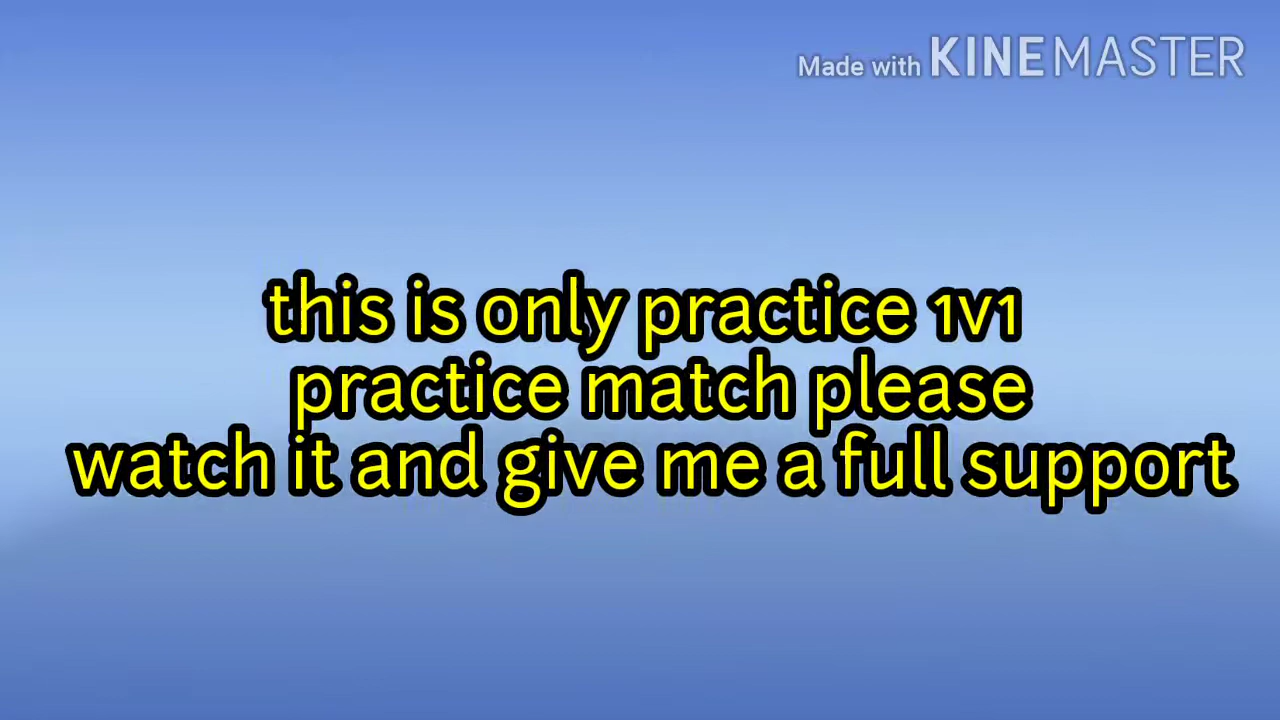 Made with KINEMASTER
this is only practice 1v1
practice match please
watch it and give me a full support